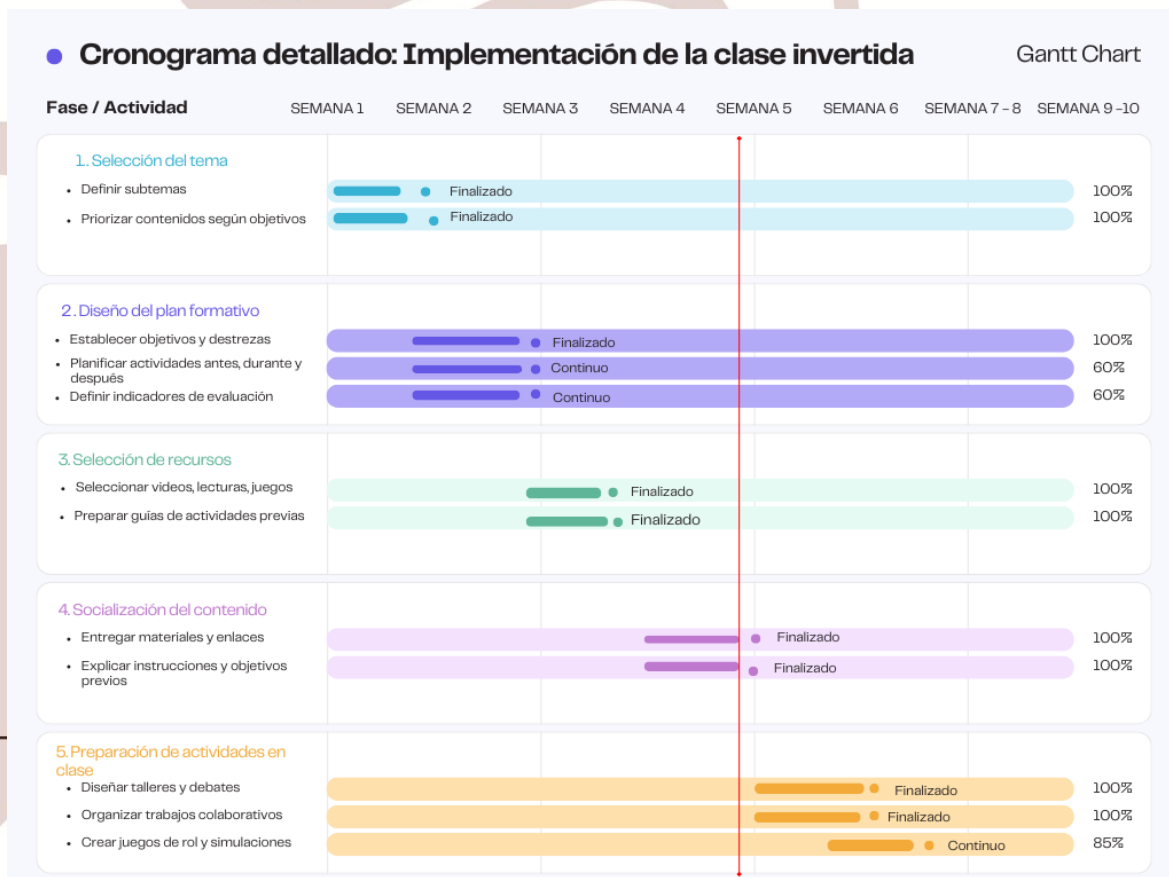 Cronograma detallado: Implementación de la clase invertida
Gantt Chart
Fase / Actividad SEMANA 1 SEMANA 2 SEMANA 3 SEMANA 4 SEMANA 5 SEMANA 6 SEMANA 7 - 8 SEMANA 9 -10
1. Selección del tema
Definir subtemas Finalizado 100%
Priorizar contenidos según objetivos Finalizado 100%
2. Diseño del plan formativo
Establecer objetivos y destrezas Finalizado 100%
Planificar actividades antes, durante y
después Continuo 60%
Definir indicadores de evaluación Continuo 60%
3. Selección de recursos
Seleccionar videos, lecturas, juegos Finalizado 100%
Preparar guías de actividades previas Finalizado 100%
4. Socialización del contenido
Entregar materiales y enlaces Finalizado 100%
Explicar instrucciones y objetivos
previos Finalizado 100%
5. Preparación de actividades en
clase
Diseñar talleres y debates Finalizado 100%
Organizar trabajos colaborativos Finalizado 100%
Crear juegos de rol y simulaciones Continuo 85%